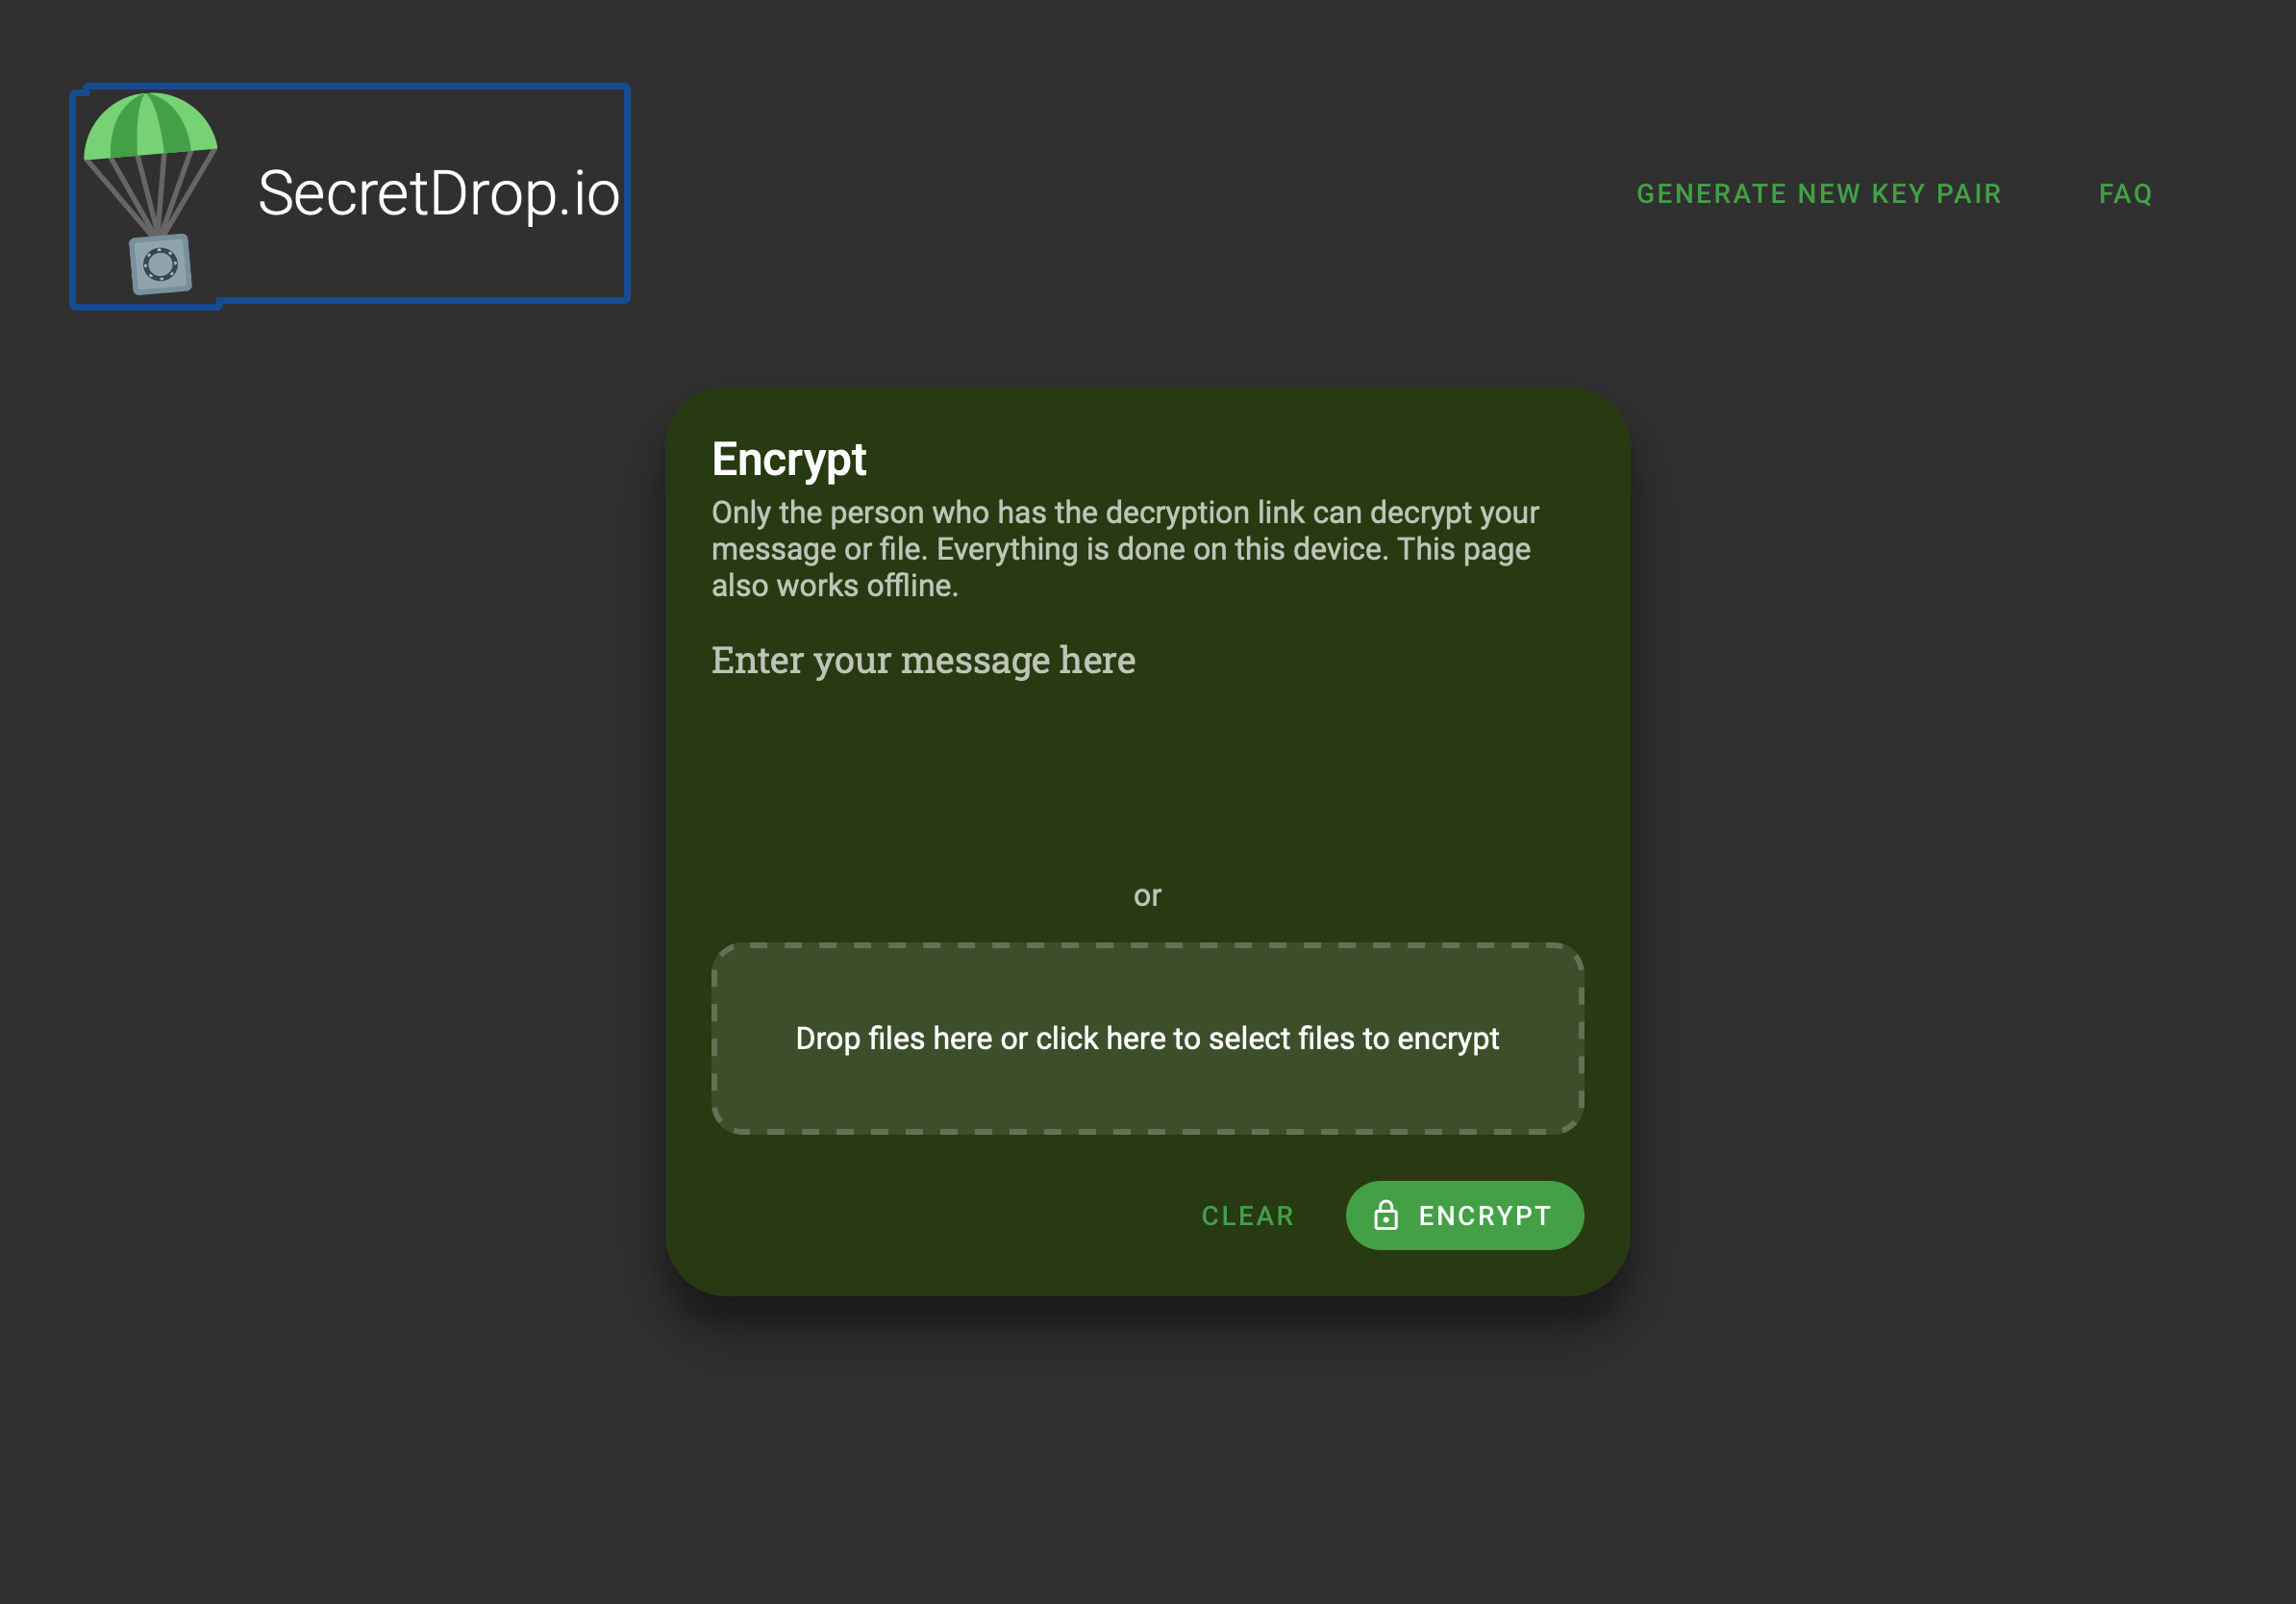 SecretDrop.io
GENERATE NEW KEY PAIR
FAQ
Encrypt
Only the person who has the decryption link can decrypt your
message or file. Everything is done on this device. This page
also works offline.
Enter your message here
or
Drop files here or click here to select files to encrypt
CLEAR
ENCRYPT